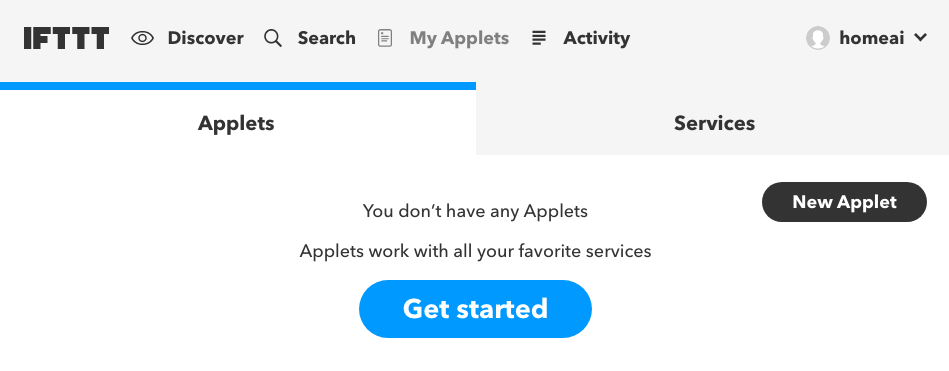 IFTTT Discover Search My Applets Activity homeai
Applets Services
New Applet
You don’t have any Applets
Applets work with all your favorite services
Get started